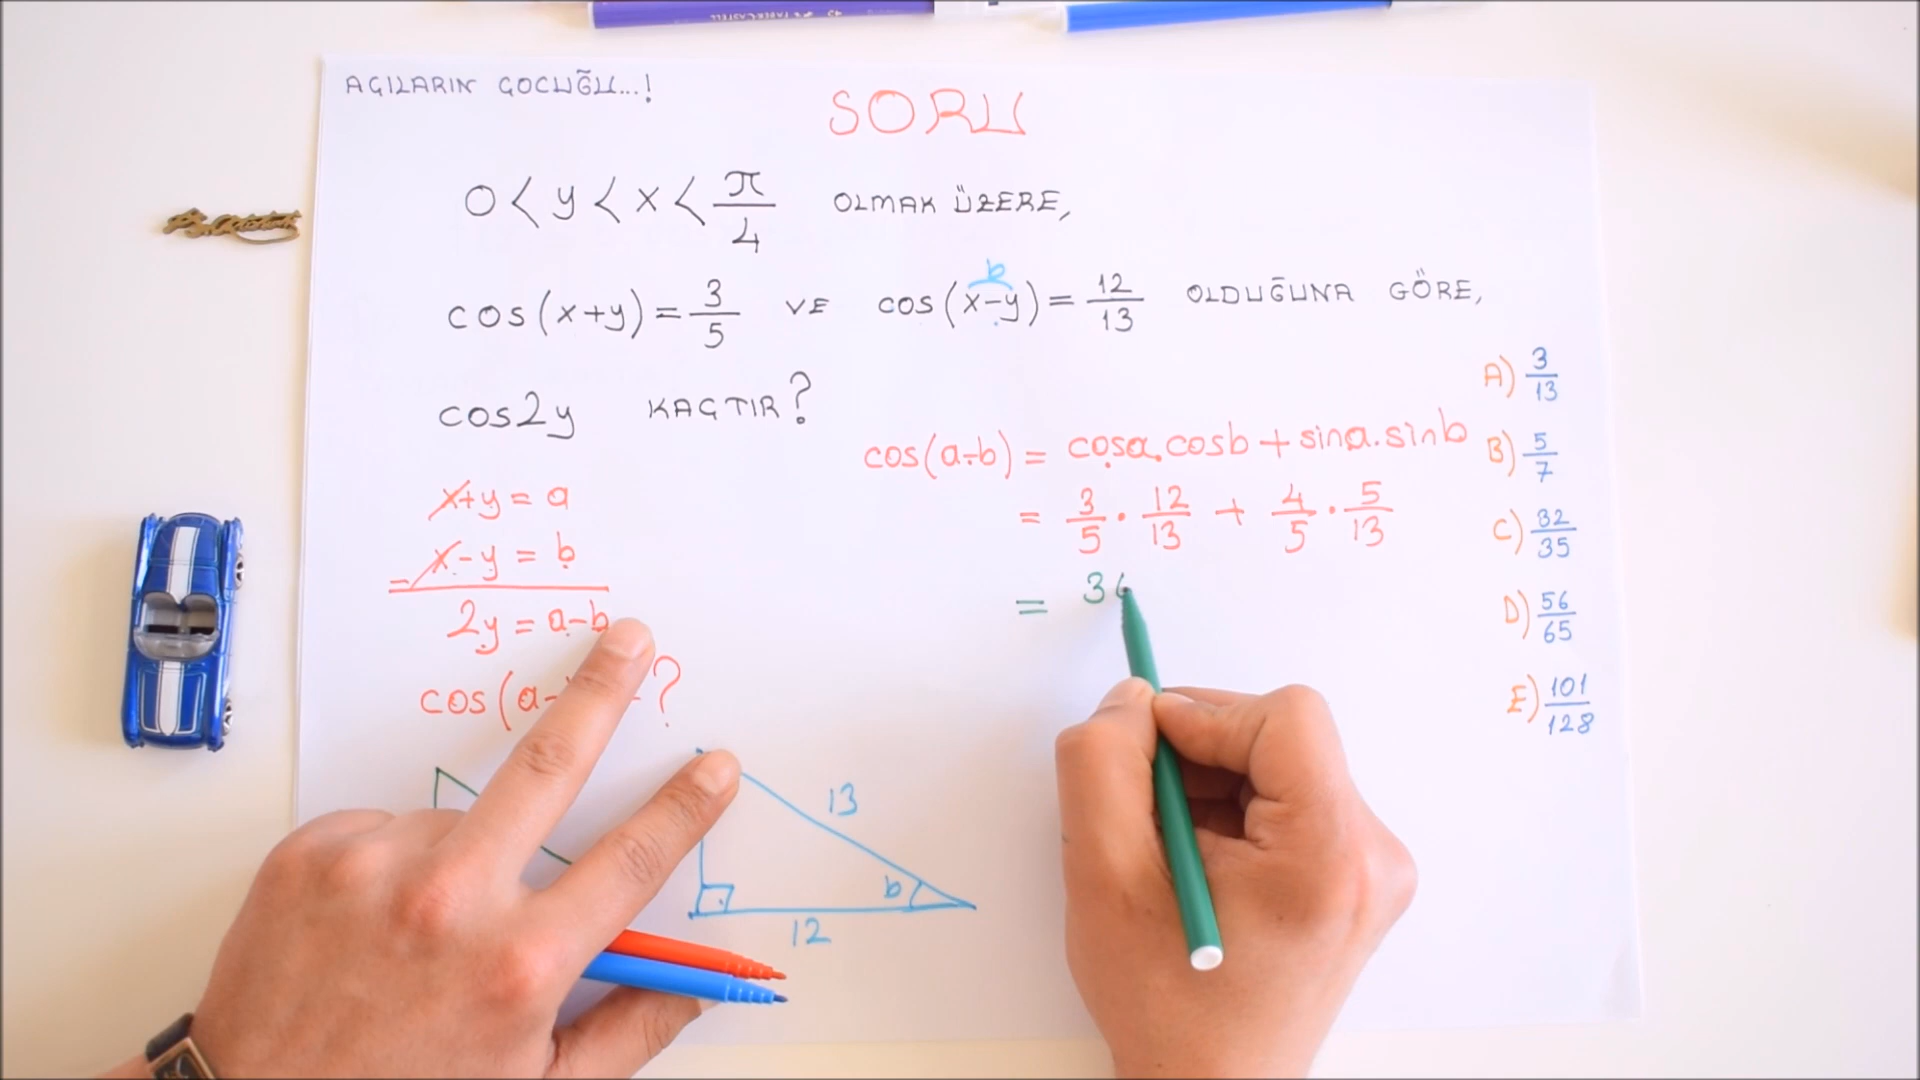 AÇILARIN ÇOCUĞU...!
SORU
0 < y < x < π/4 OLMAK ÜZERE,
cos(x+y) = 3/5 VE cos(x-y) = 12/13 OLDUĞUNA GÖRE,
b
cos2y KAÇTIR?
x+y = a
x-y = b
2y = a-b
cos(a-
?
cos(a-b) = cosa.cosb + sina.sinb
= 3/5 . 12/13 + 4/5 . 5/13
= 36
A) 3/13
B) 5/7
C) 32/35
D) 56/65
E) 101/128
13
b
12